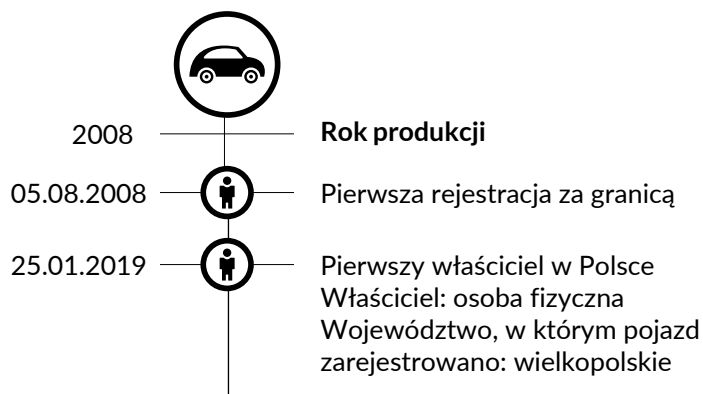 2008
Rok produkcji
05.08.2008
Pierwsza rejestracja za granicą
25.01.2019
Pierwszy właściciel w Polsce
Właściciel: osoba fizyczna
Województwo, w którym pojazd
zarejestrowano: wielkopolskie